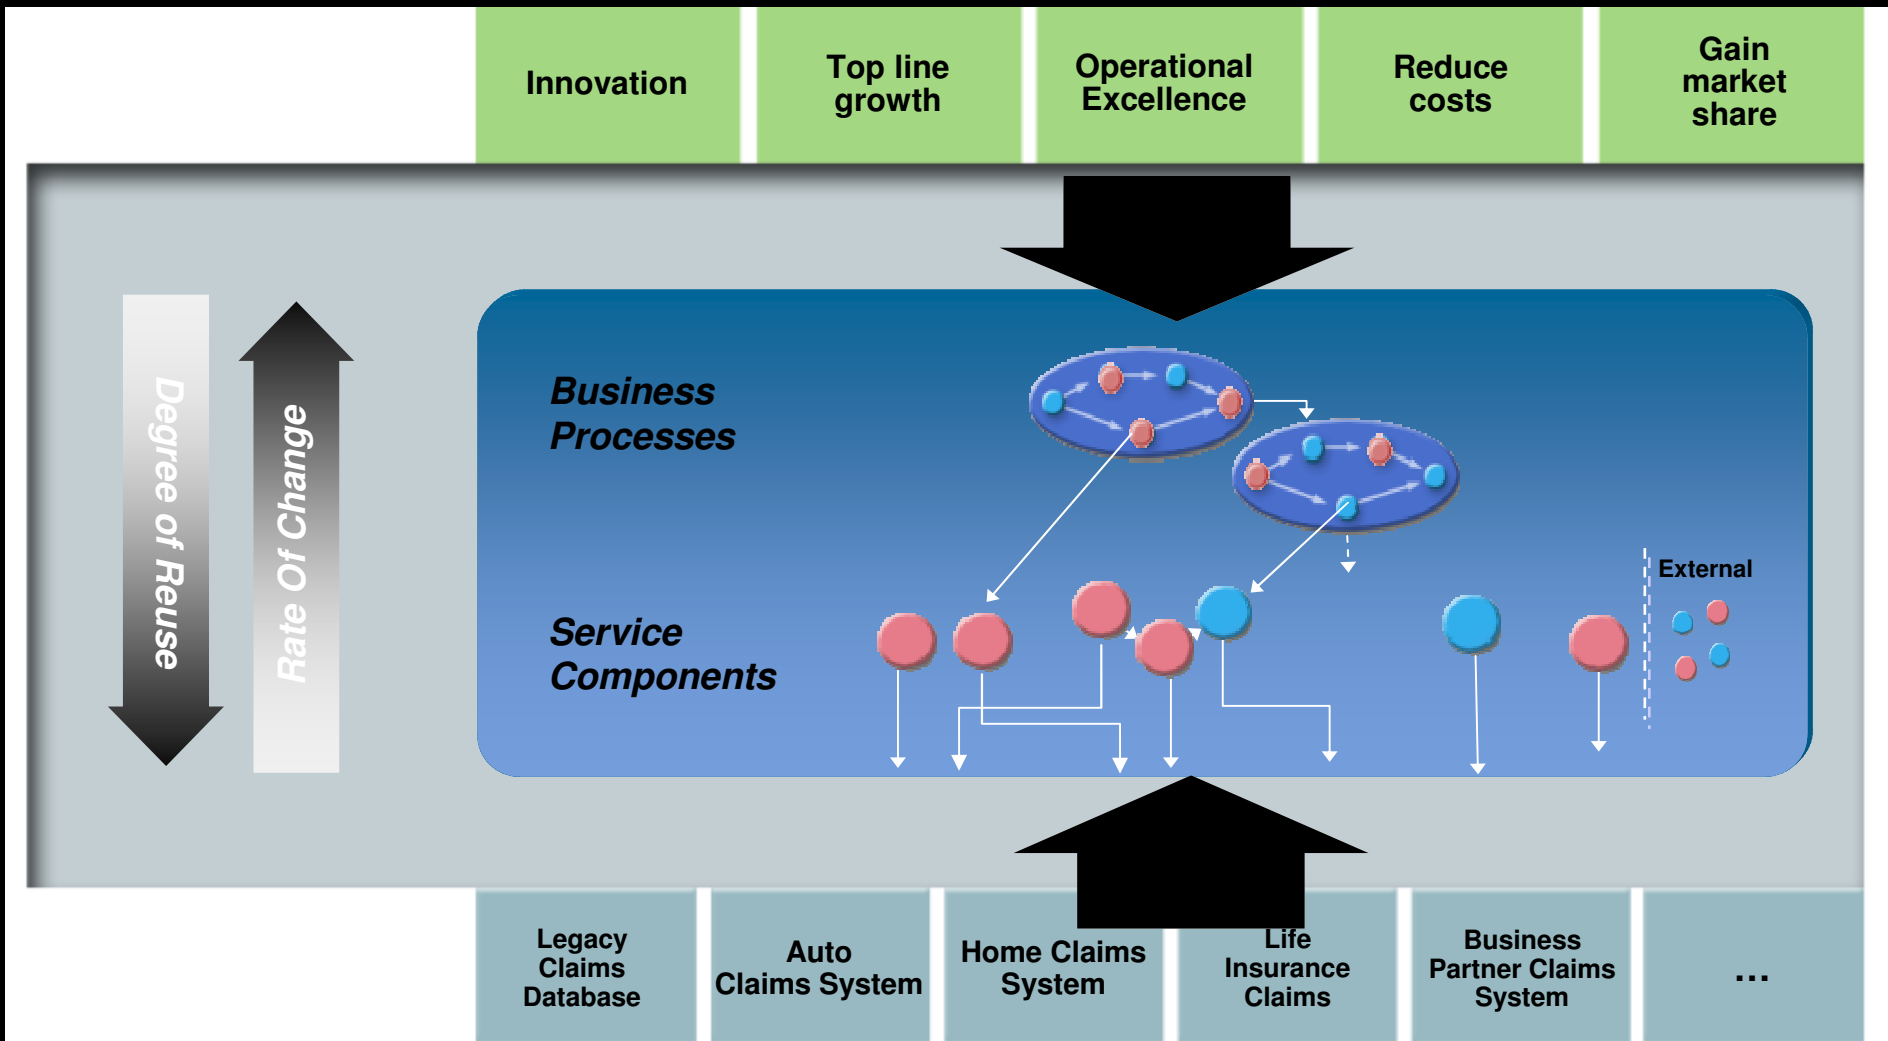 Innovation
Top line
growth
Operational
Excellence
Reduce
costs
Gain
market
share
Degree of Reuse
Rate Of Change
Business
Processes
Service
Components
External
Legacy
Claims
Database
Auto
Claims System
Home Claims
System
Life
Insurance
Claims
Business
Partner Claims
System
...